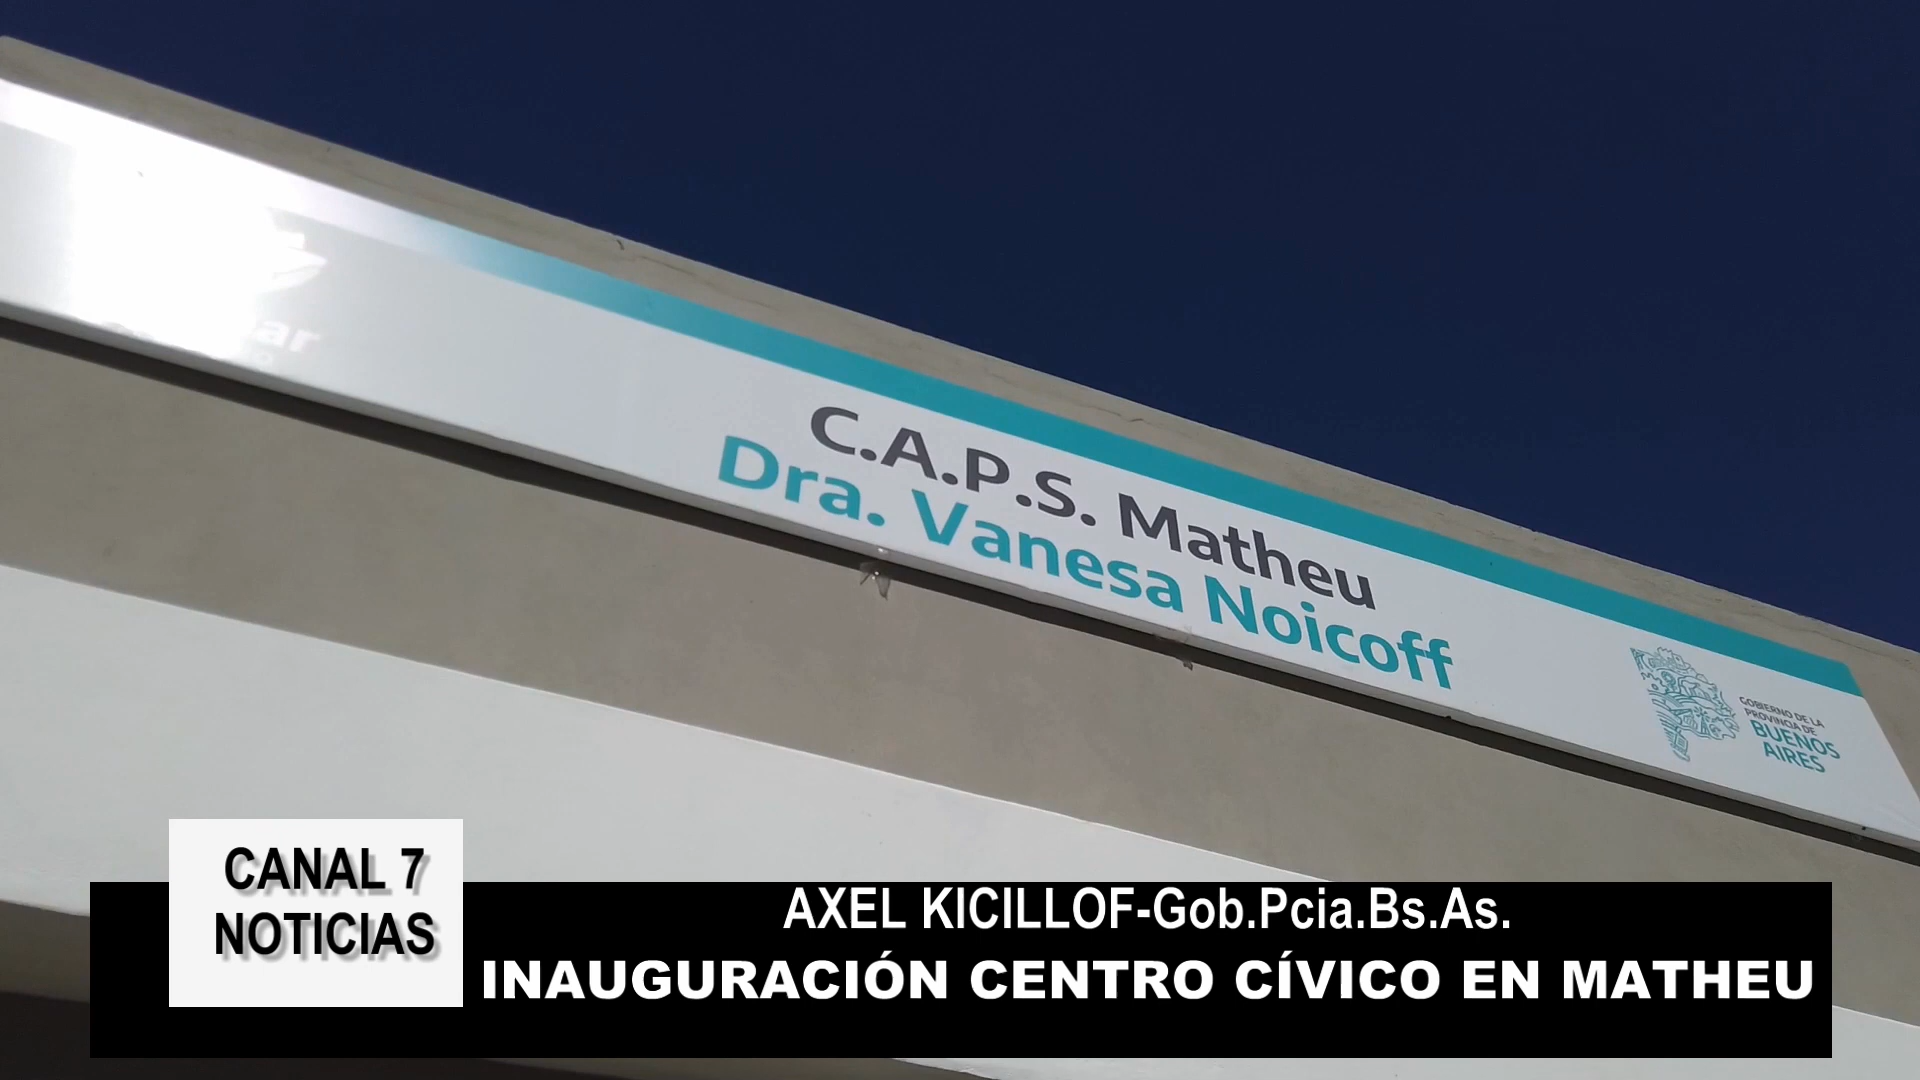 C.A.P.S. Matheu
Dra. Vanesa Noicoff
GOBIERNO DE LA
PROVINCIA DE
BUENOS
AIRES
CANAL 7
NOTICIAS
AXEL KICILLOF-Gob.Pcia.Bs.As.
INAUGURACIÓN CENTRO CÍVICO EN MATHEU